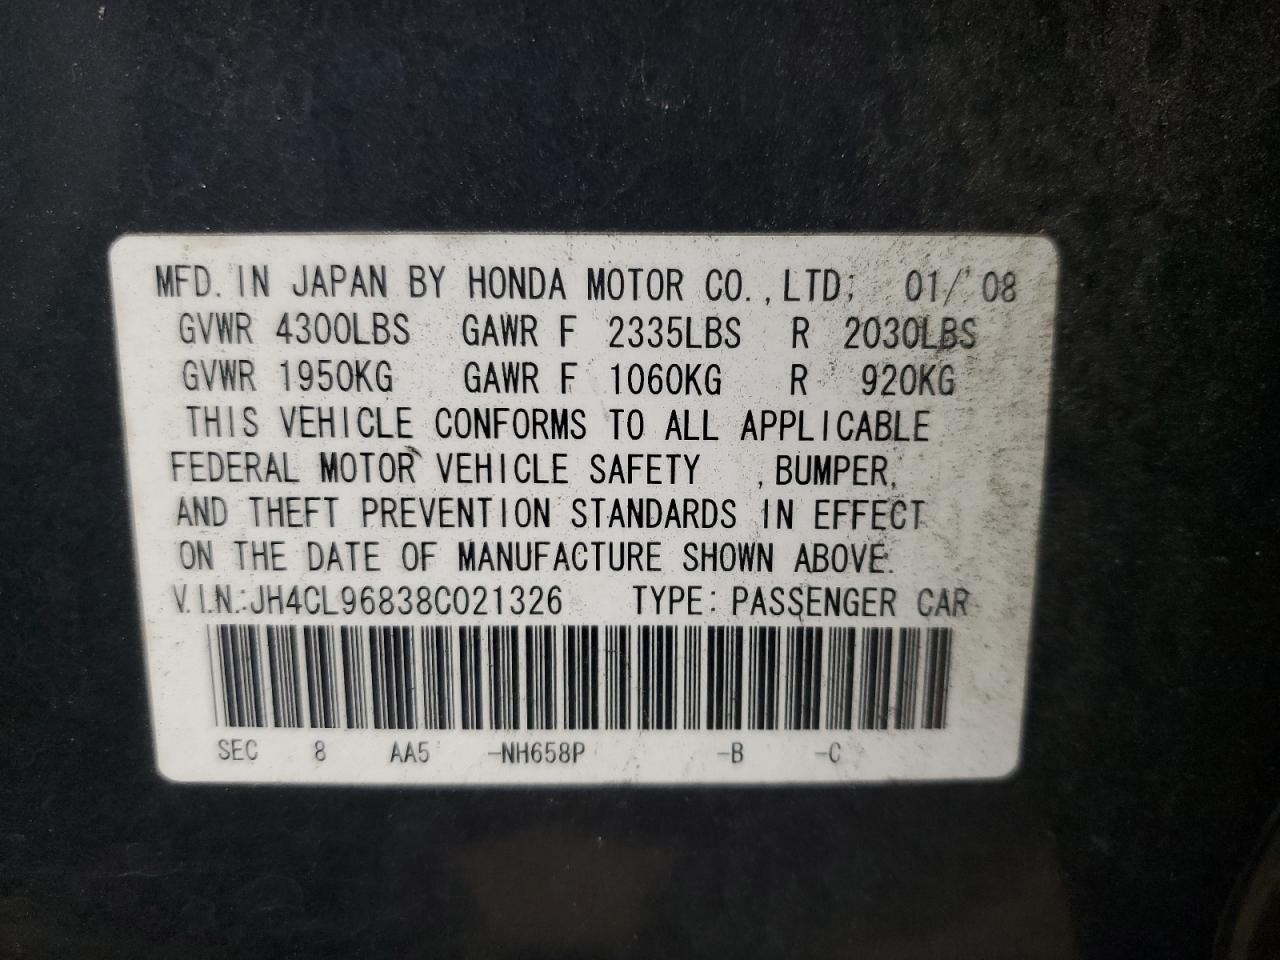 MFD. IN JAPAN BY HONDA MOTOR CO., LTD; 01/'08
GVWR 4300LBS GAWR F 2335LBS R 2030LBS
GVWR 1950KG GAWR F 1060KG R 920KG
THIS VEHICLE CONFORMS TO ALL APPLICABLE
FEDERAL MOTOR VEHICLE SAFETY , BUMPER,
AND THEFT PREVENTION STANDARDS IN EFFECT
ON THE DATE OF MANUFACTURE SHOWN ABOVE.
V.I.N.:JH4CL96838C021326 TYPE: PASSENGER CAR
SEC 8 AA5 -NH658P -B -C